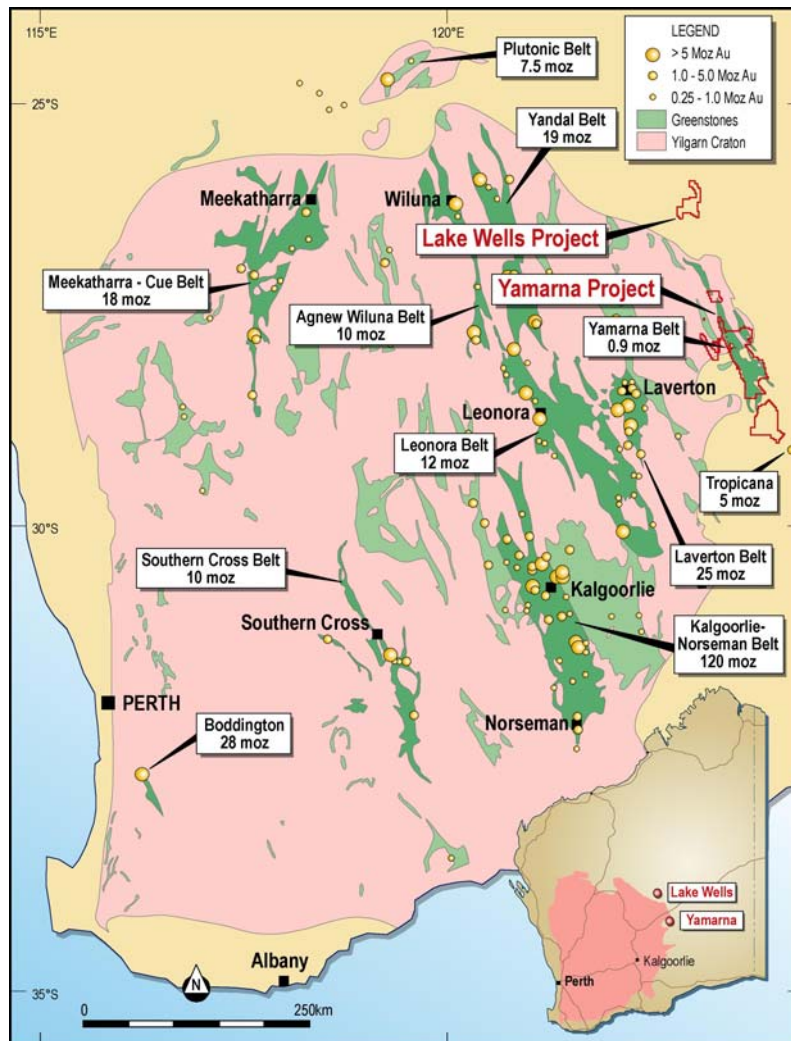 115°E
120°E
25°S
30°S
35°S
LEGEND
> 5 Moz Au
1.0 - 5.0 Moz Au
0.25 - 1.0 Moz Au
Greenstones
Yilgarn Craton
Plutonic Belt
7.5 moz
Yandal Belt
19 moz
Meekatharra
Wiluna
Lake Wells Project
Meekatharra - Cue Belt
18 moz
Yamarna Project
Agnew Wiluna Belt
10 moz
Yamarna Belt
0.9 moz
Laverton
Leonora
Leonora Belt
12 moz
Tropicana
5 moz
Laverton Belt
25 moz
Southern Cross Belt
10 moz
Kalgoorlie
Southern Cross
Kalgoorlie-
Norseman Belt
120 moz
PERTH
Norseman
Boddington
28 moz
Albany
N
0
250km
Lake Wells
Yamarna
Kalgoorlie
Perth